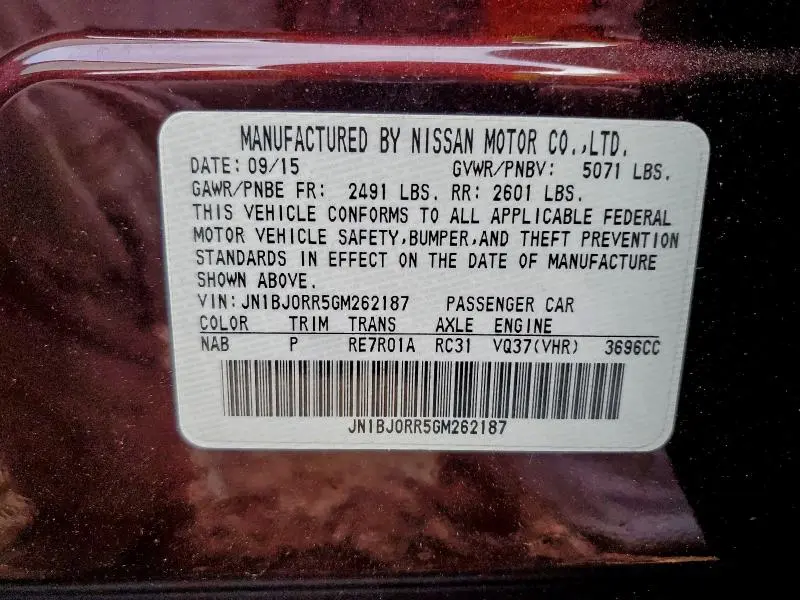 MANUFACTURED BY NISSAN MOTOR CO.,LTD.
DATE: 09/15 GVWR/PNBV: 5071 LBS.
GAWR/PNBE FR: 2491 LBS. RR: 2601 LBS.
THIS VEHICLE CONFORMS TO ALL APPLICABLE FEDERAL
MOTOR VEHICLE SAFETY,BUMPER,AND THEFT PREVENTION
STANDARDS IN EFFECT ON THE DATE OF MANUFACTURE
SHOWN ABOVE.
VIN:JN1BJ0RR5GM262187 PASSENGER CAR
COLOR TRIM TRANS AXLE ENGINE
NAB P RE7R01A RC31 VQ37(VHR) 3696CC
JN1BJ0RR5GM262187